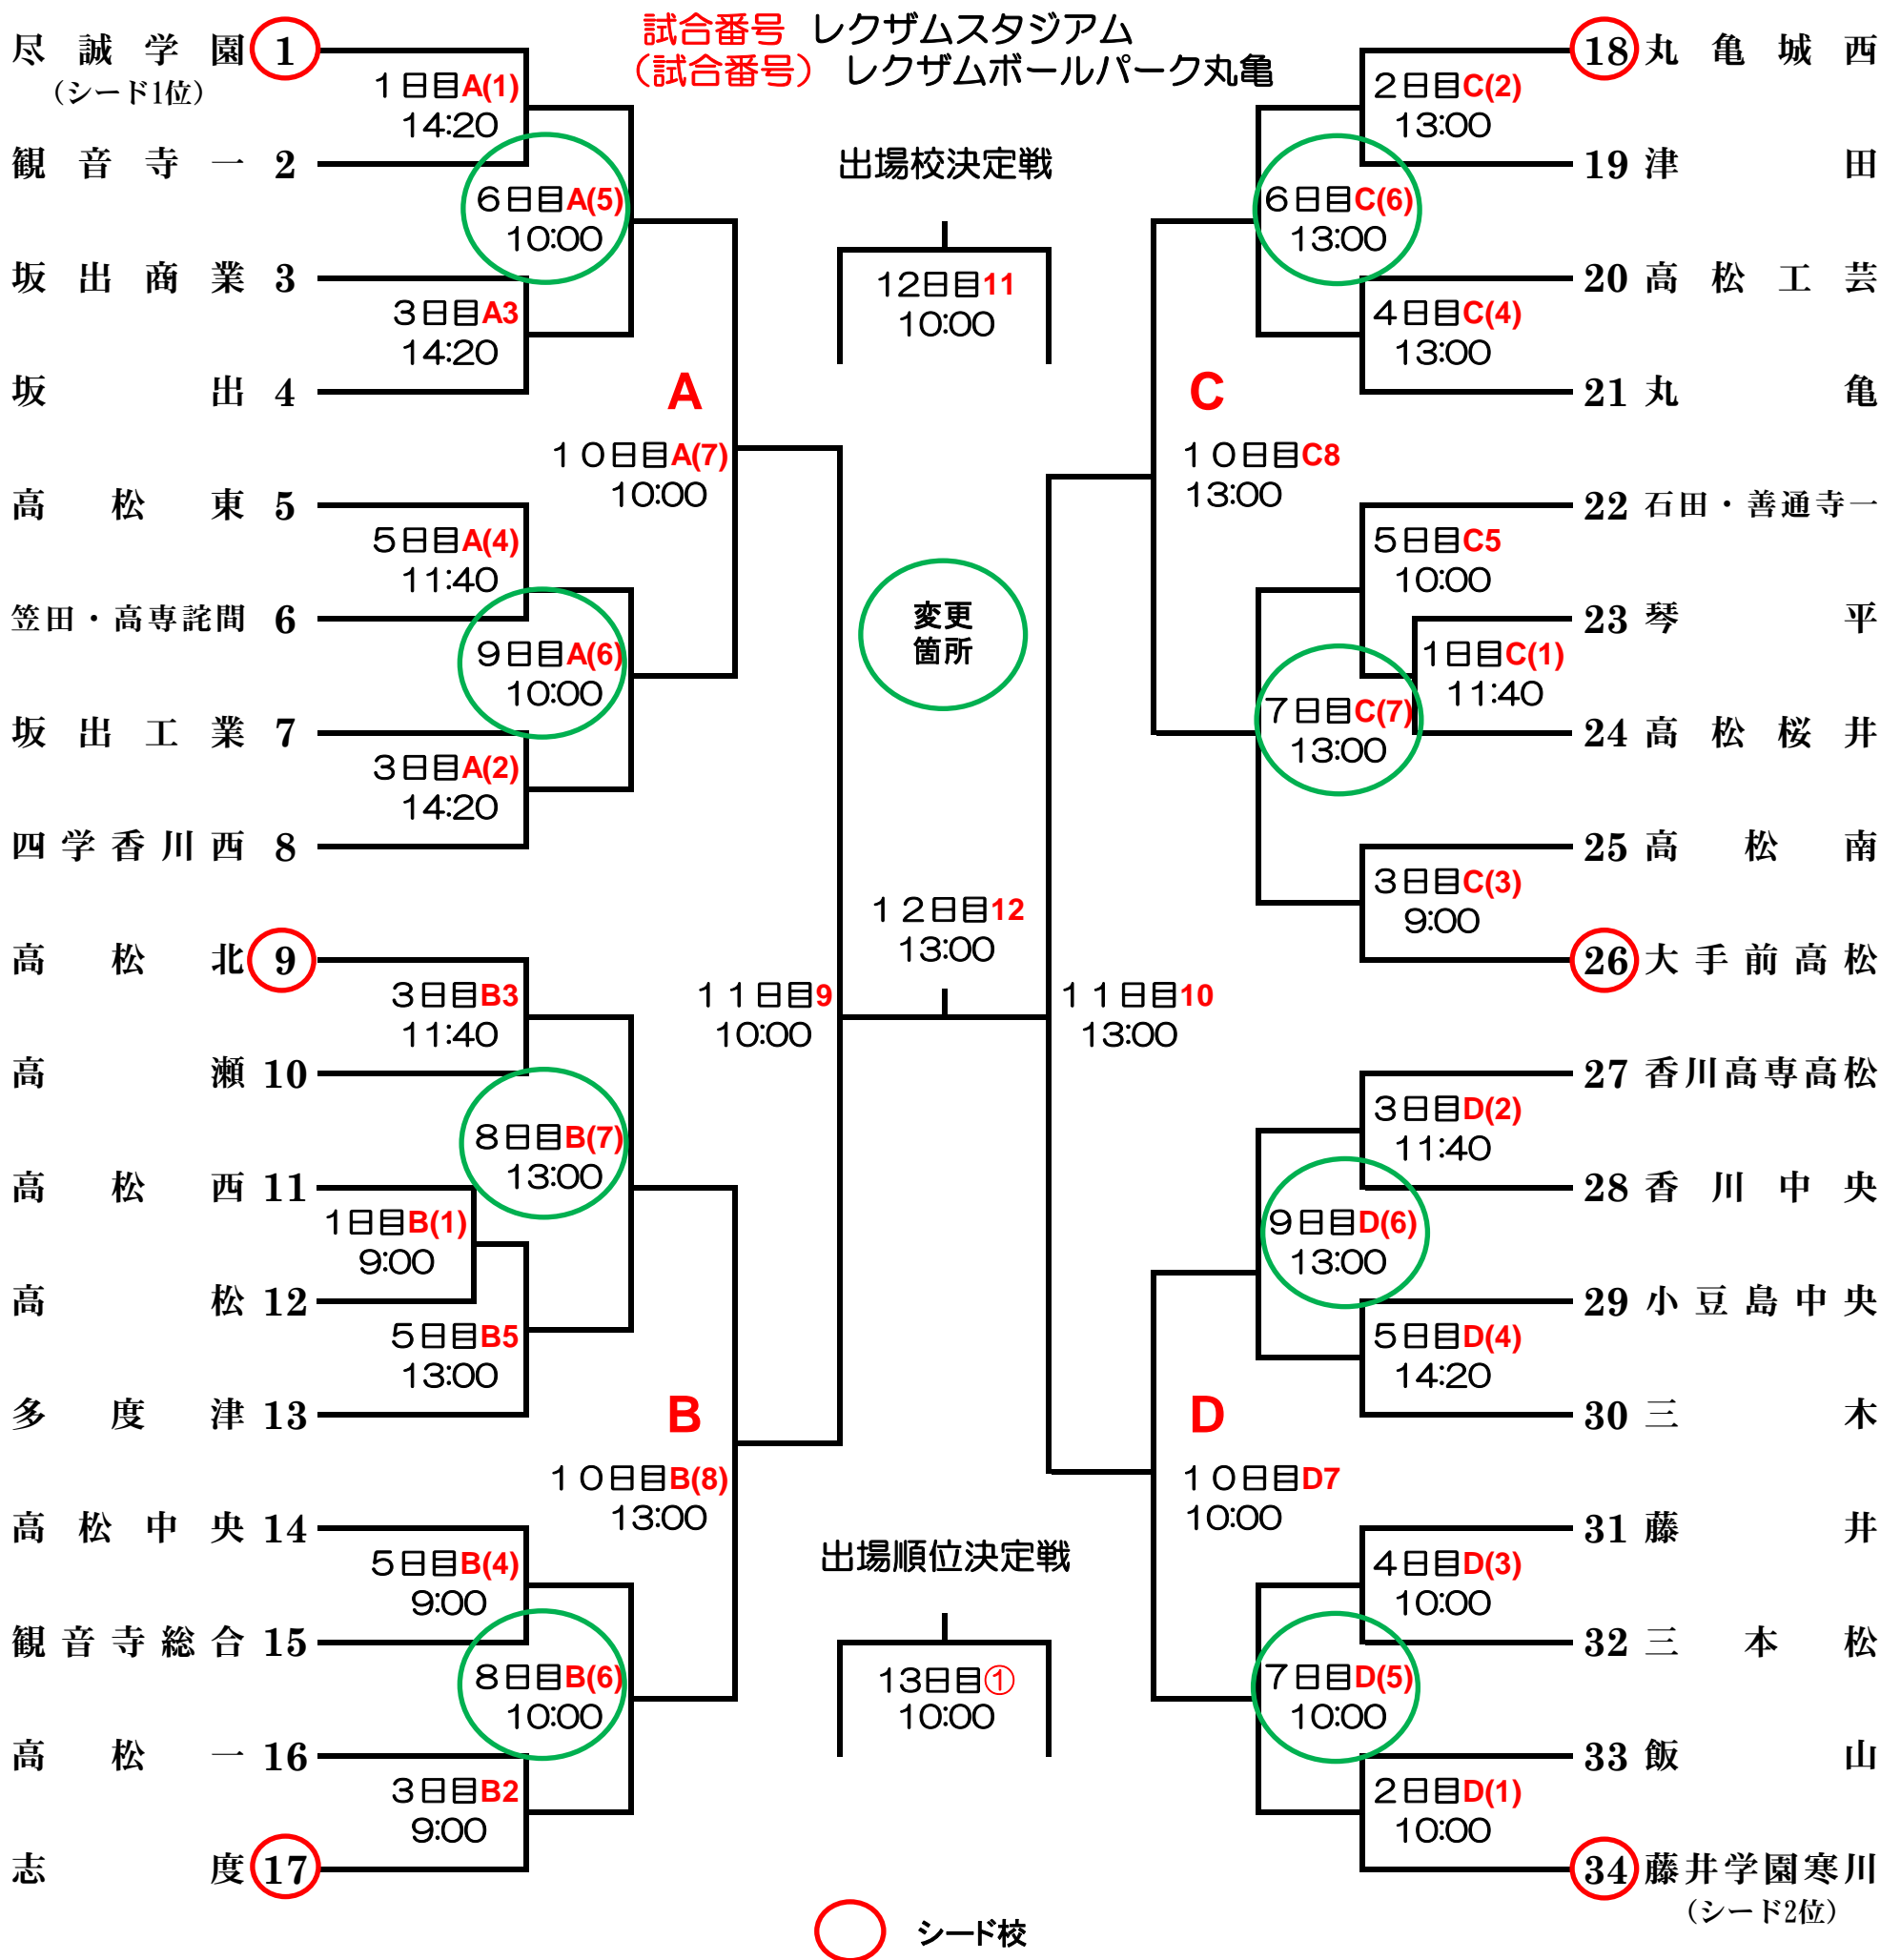 試合番号 レクザムスタジアム
（試合番号） レクザムボールパーク丸亀
尽誠学園 1
（シード1位）
1日目A(1)
14:20
観音寺一 2
6日目A(5)
10:00
坂出商業 3
3日目A3
14:20
坂出 4
A
10日目A(7)
10:00
高松東 5
5日目A(4)
11:40
笠田・高専詫間 6
9日目A(6)
10:00
坂出工業 7
3日目A(2)
14:20
四学香川西 8
高松北 9
3日目B3
11:40
高瀬 10
8日目B(7)
13:00
高松西 11
1日目B(1)
9:00
高松 12
5日目B5
13:00
多度津 13
B
10日目B(8)
13:00
高松中央 14
5日目B(4)
9:00
観音寺総合 15
8日目B(6)
10:00
高松一 16
3日目B2
9:00
志度 17
出場校決定戦
12日目11
10:00
変更
箇所
12日目12
13:00
11日目9
10:00
11日目10
13:00
出場順位決定戦
13日目①
10:00
シード校
18 丸亀城西
2日目C(2)
13:00
19 津田
6日目C(6)
13:00
20 高松工芸
4日目C(4)
13:00
21 丸亀
C
10日目C8
13:00
22 石田・善通寺一
5日目C5
10:00
23 琴平
1日目C(1)
11:40
7日目C(7)
13:00
24 高松桜井
25 高松南
3日目C(3)
9:00
26 大手前高松
27 香川高専高松
3日目D(2)
11:40
28 香川中央
9日目D(6)
13:00
29 小豆島中央
5日目D(4)
14:20
30 三木
D
10日目D7
10:00
31 藤井
4日目D(3)
10:00
32 三本松
7日目D(5)
10:00
33 飯山
2日目D(1)
10:00
34 藤井学園寒川
（シード2位）